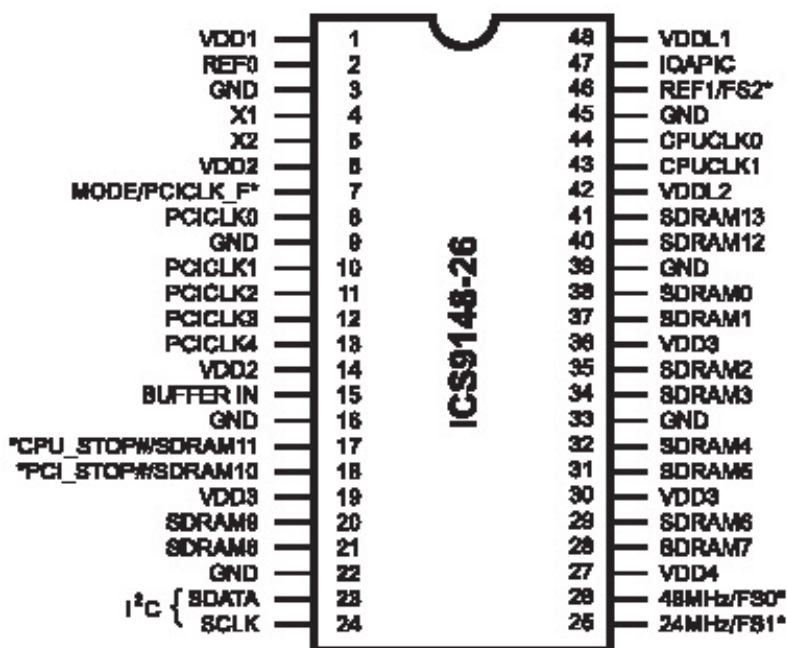 VDD1 1 48 VDDL1
REF0 2 47 IOAPIC
GND 3 46 REF1/FS2*
X1 4 45 GND
X2 5 44 CPUCLK0
VDD2 6 43 CPUCLK1
MODE/PCICLK_F* 7 42 VDDL2
PCICLK0 8 41 SDRAM13
GND 9 40 SDRAM12
PCICLK1 10 39 GND
PCICLK2 11 38 SDRAM0
PCICLK3 12 37 SDRAM1
PCICLK4 13 36 VDD3
VDD2 14 35 SDRAM2
BUFFER IN 15 34 SDRAM3
GND 16 33 GND
*CPU_STOP#/SDRAM11 17 32 SDRAM4
*PCI_STOP#/SDRAM10 18 31 SDRAM5
VDD3 19 30 VDD3
SDRAM9 20 29 SDRAM6
SDRAM8 21 28 SDRAM7
GND 22 27 VDD4
I²C { SDATA 23 26 48MHz/FS0*
SCLK 24 25 24MHz/FS1*
ICS9148-26